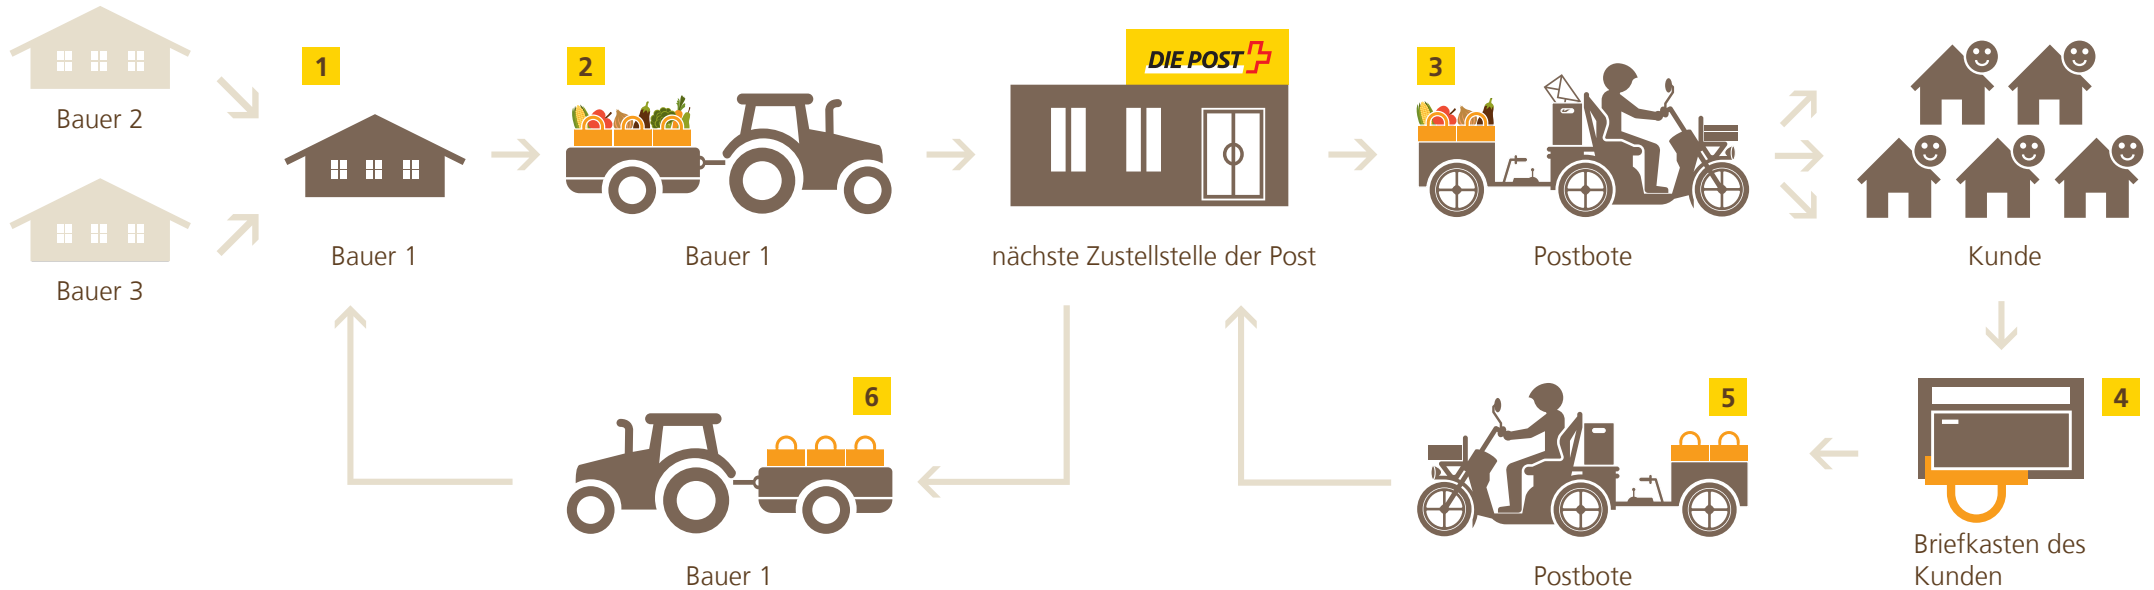 Bauer 2
Bauer 3
1
Bauer 1
2
Bauer 1
DIE POST
nächste Zustellstelle der Post
3
Postbote
Kunde
4
Briefkasten des
Kunden
5
Postbote
6
Bauer 1